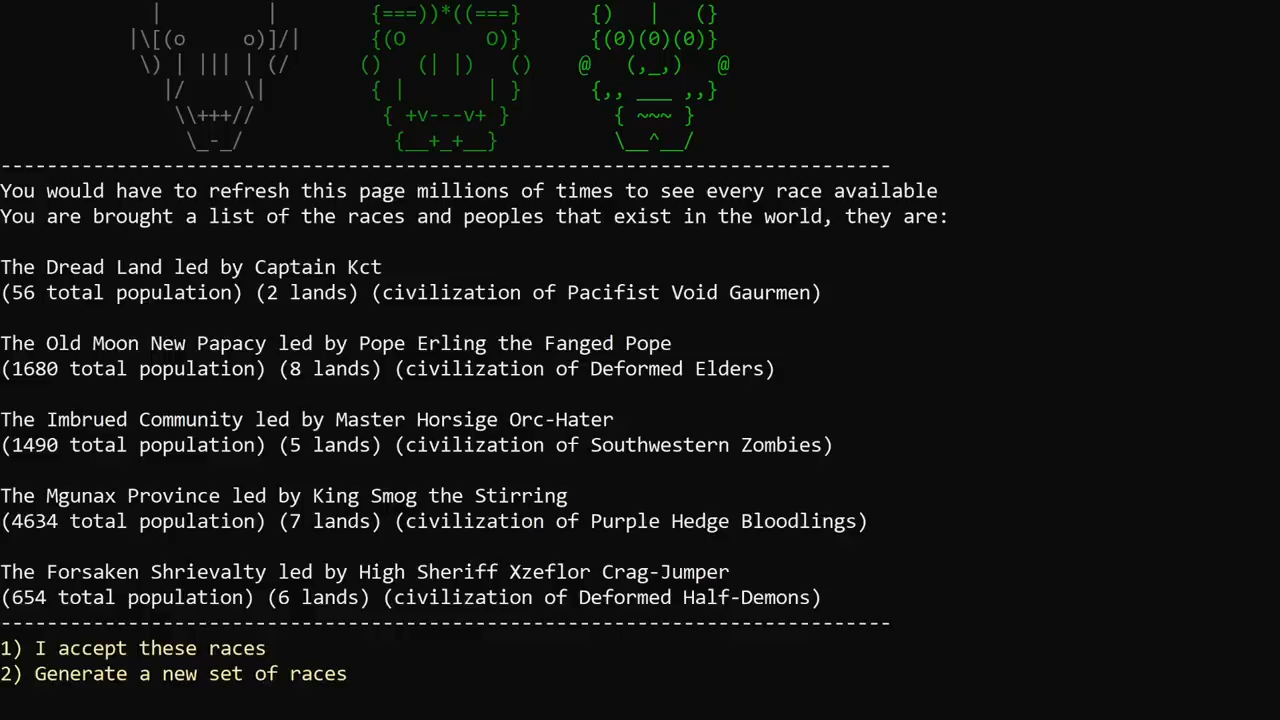 You would have to refresh this page millions of times to see every race available
You are brought a list of the races and peoples that exist in the world, they are:
The Dread Land led by Captain Kct
(56 total population) (2 lands) (civilization of Pacifist Void Gaurmen)
The Old Moon New Papacy led by Pope Erling the Fanged Pope
(1680 total population) (8 lands) (civilization of Deformed Elders)
The Imbrued Community led by Master Horsige Orc-Hater
(1490 total population) (5 lands) (civilization of Southwestern Zombies)
The Mgunax Province led by King Smog the Stirring
(4634 total population) (7 lands) (civilization of Purple Hedge Bloodlings)
The Forsaken Shrievalty led by High Sheriff Xzeflor Crag-Jumper
(654 total population) (6 lands) (civilization of Deformed Half-Demons)
1) I accept these races
2) Generate a new set of races